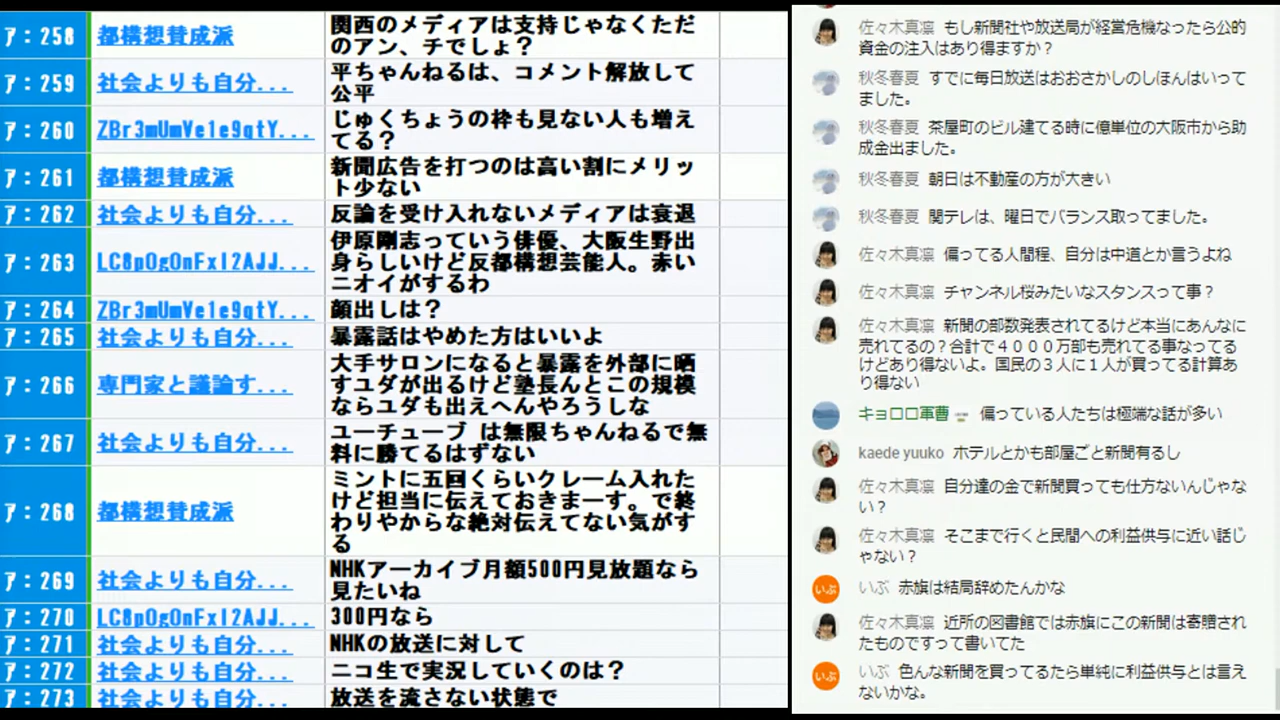 ア:258 都構想賛成派 関西のメディアは支持じゃなくただ
のアン、チでしょ?
ア:259 社会よりも自分... 平ちゃんねるは、コメント解放して
公平
ア:260 ZBr3mUmVe1e9qtY... じゅくちょうの枠も見ない人も増え
てる?
ア:261 都構想賛成派 新聞広告を打つのは高い割にメリッ
ト少ない
ア:262 社会よりも自分... 反論を受け入れないメディアは衰退
ア:263 LC8pOgOnFxI2AJJ... 伊原剛志っていう俳優、大阪生野出
身らしいけど反都構想芸能人。赤い
ニオイがするわ
ア:264 ZBr3mUmVe1e9qtY... 顔出しは?
ア:265 社会よりも自分... 暴露話はやめた方はいいよ
ア:266 専門家と議論す... 大手サロンになると暴露を外部に晒
すユダが出るけど塾長んとこの規模
ならユダも出えへんやろうしな
ア:267 社会よりも自分... ユーチューブ は無限ちゃんねるで無
料に勝てるはずない
ア:268 都構想賛成派 ミントに五回くらいクレーム入れた
けど担当に伝えておきまーす。で終
わりやからな絶対伝えてない気がす
る
ア:269 社会よりも自分... NHKアーカイブ月額500円見放題なら
見たいね
ア:270 LC8pOgOnFxI2AJJ... 300円なら
ア:271 社会よりも自分... NHKの放送に対して
ア:272 社会よりも自分... ニコ生で実況していくのは?
ア:273 社会よりも自分... 放送を流さない状態で
佐々木真凛 もし新聞社や放送局が経営危機なったら公的
資金の注入はあり得ますか?
秋冬春夏 すでに毎日放送はおおさかしのしほんはいって
ました。
秋冬春夏 茶屋町のビル建てる時に億単位の大阪市から助
成金出ました。
秋冬春夏 朝日は不動産の方が大きい
秋冬春夏 関テレは、曜日でバランス取ってました。
佐々木真凛 偏ってる人間程、自分は中道とか言うよね
佐々木真凛 チャンネル桜みたいなスタンスって事?
佐々木真凛 新聞の部数発表されてるけど本当にあんなに
売れてるの?合計で4000万部も売れてる事なってる
けどあり得ないよ。国民の3人に1人が買ってる計算あ
り得ない
キョロロ軍曹 偏っている人たちは極端な話が多い
kaede yuuko ホテルとかも部屋ごと新聞有るし
佐々木真凛 自分達の金で新聞買っても仕方ないんじゃな
い?
佐々木真凛 そこまで行くと民間への利益供与に近い話じ
ゃない?
いぶ いぶ 赤旗は結局辞めたんかな
佐々木真凛 近所の図書館では赤旗にこの新聞は寄贈され
たものですって書いてた
いぶ いぶ 色んな新聞を買ってるたら単純に利益供与とは言え
ないかな。